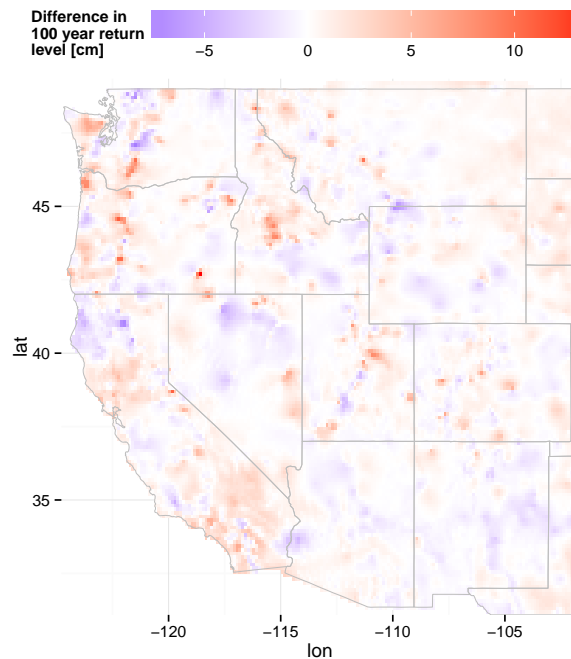 Difference in
100 year return
level [cm]
−5 0 5 10
45
40
35
lat
−120 −115 −110 −105
lon